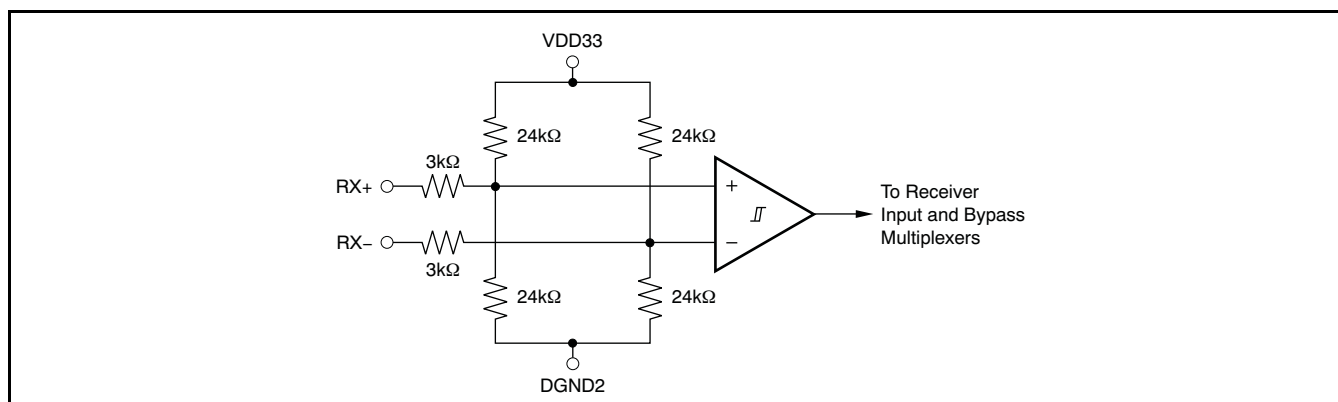 VDD33
24kΩ
24kΩ
3kΩ
RX+
+
To Receiver
Input and Bypass
Multiplexers
RX−
−
3kΩ
24kΩ
24kΩ
DGND2